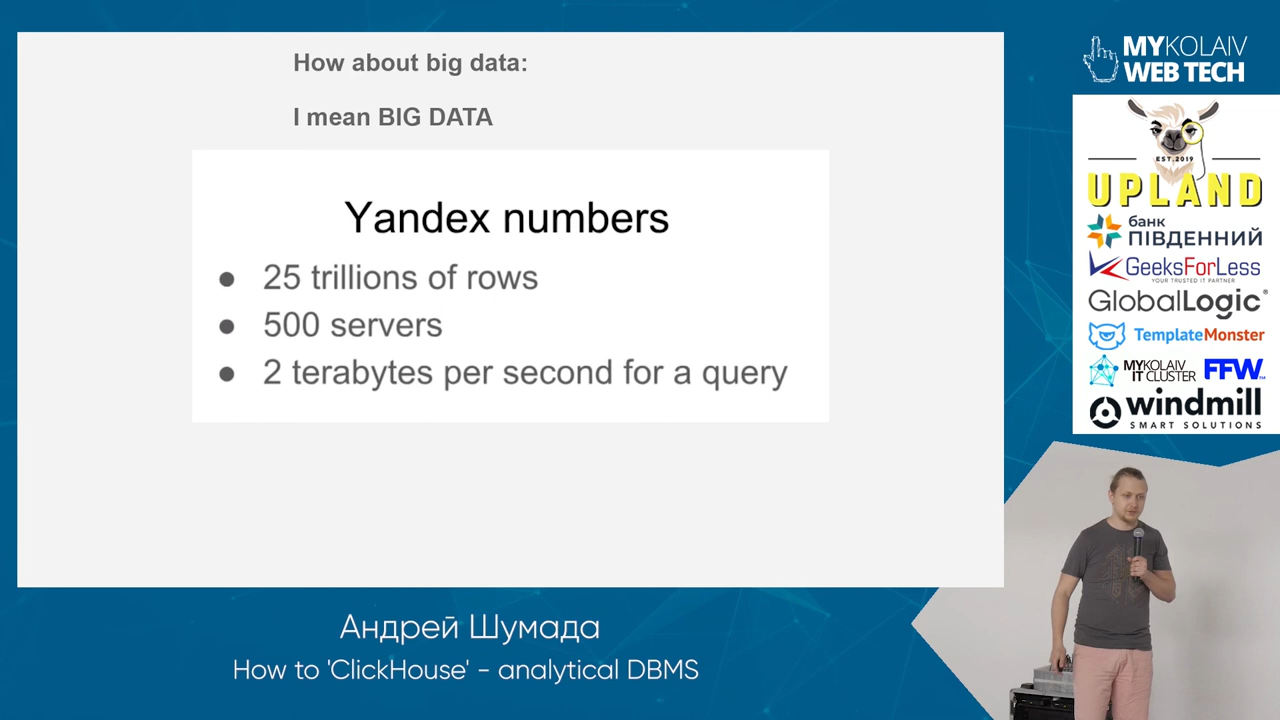 How about big data:
I mean BIG DATA
Yandex numbers
● 25 trillions of rows
● 500 servers
● 2 terabytes per second for a query
Андрей Шумада
How to 'ClickHouse' - analytical DBMS
MYKOLAIV
WEB TECH
EST. 2019
UPLAND
банк
ПІВДЕННИЙ
GeeksForLess
YOUR TRUSTED IT PARTNER
GlobalLogic®
TemplateMonster
MYKOLAIV
IT CLUSTER
FFW
windmill
SMART SOLUTIONS